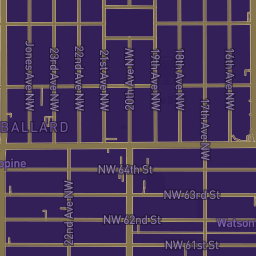 Jones Ave NW
23rd Ave NW
22nd Ave NW
21st Ave NW
20th Ave NW
19th Ave NW
18th Ave NW
17th Ave NW
16th Ave NW
BALLARD
ppine
NW 64th St
22nd Ave NW
NW 63rd St
NW 62nd St
Watson
NW 61st St